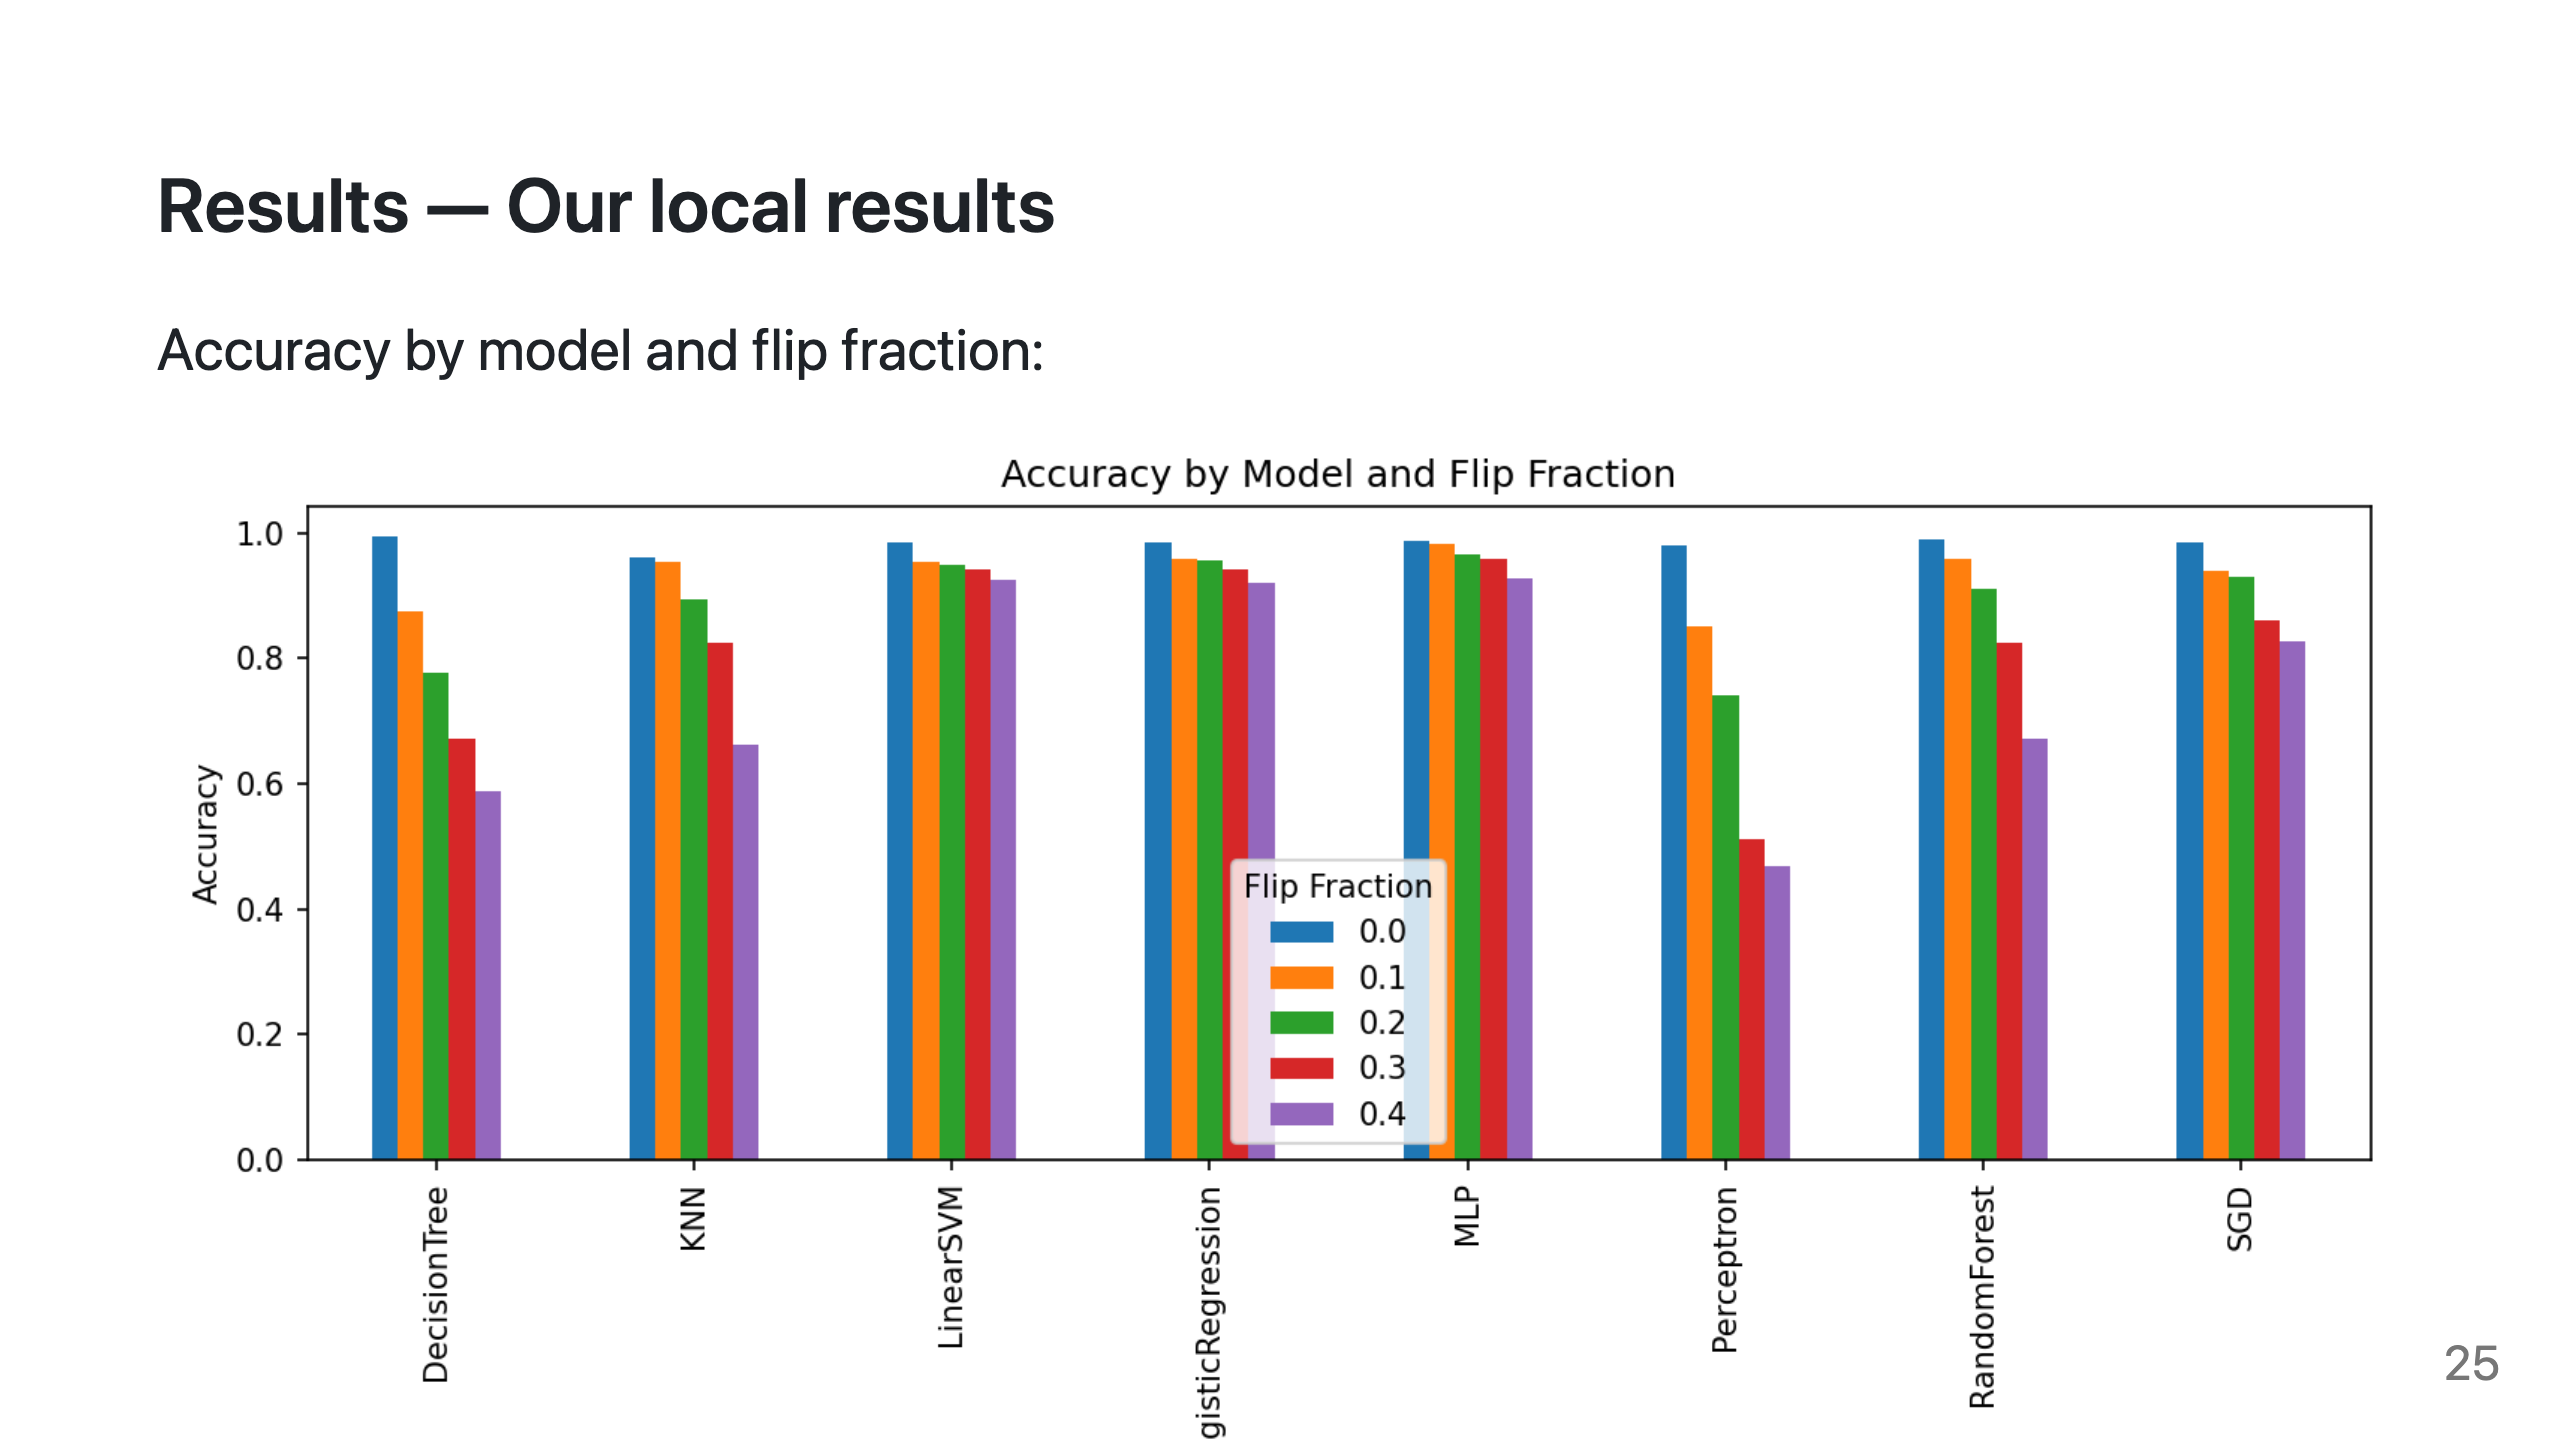 Results — Our local results
Accuracy by model and flip fraction:
Accuracy by Model and Flip Fraction
1.0
0.8
0.6
0.4
0.2
0.0
Accuracy
Flip Fraction
0.0
0.1
0.2
0.3
0.4
DecisionTree
KNN
LinearSVM
gisticRegression
MLP
Perceptron
RandomForest
SGD
25